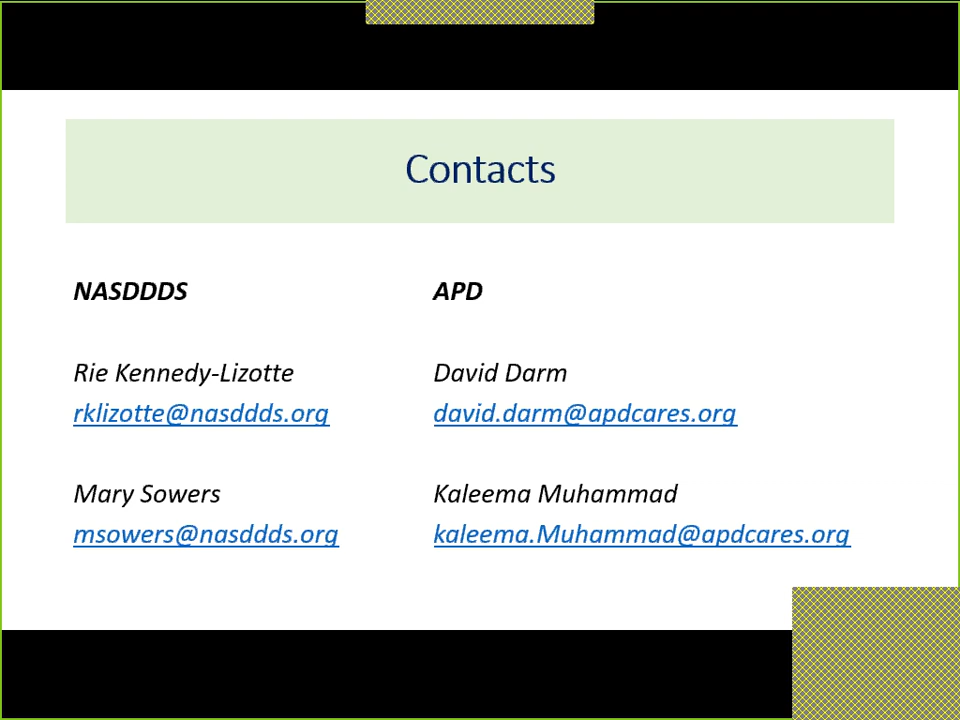 Contacts
NASDDDS
Rie Kennedy-Lizotte
rklizotte@nasddds.org
Mary Sowers
msowers@nasddds.org
APD
David Darm
david.darm@apdcares.org
Kaleema Muhammad
kaleema.Muhammad@apdcares.org